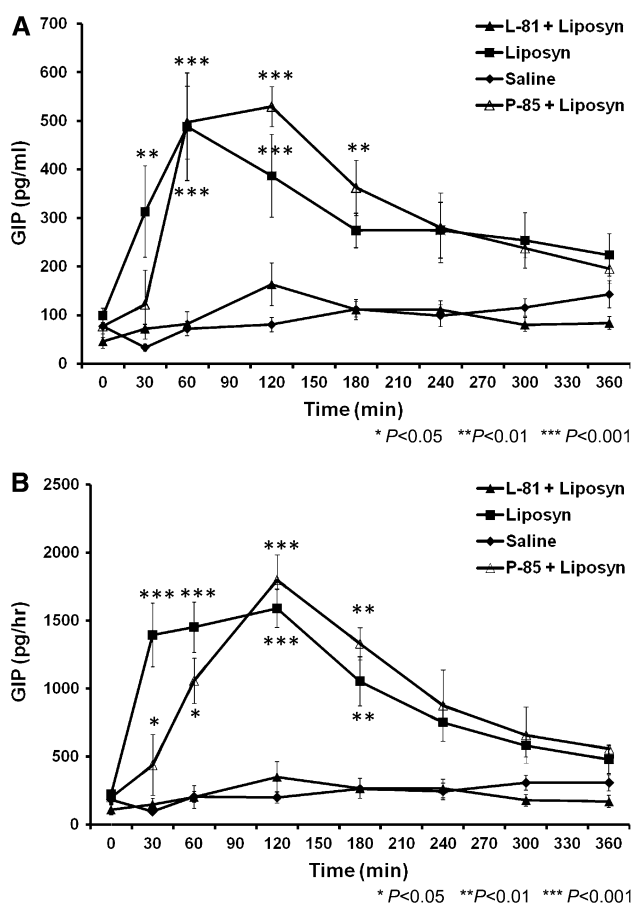 A
L-81 + Liposyn
Liposyn
Saline
P-85 + Liposyn
700
600
500
400
300
200
100
0
GIP (pg/ml)
***
***
**
***
**
***
0 30 60 90 120 150 180 210 240 270 300 330 360
Time (min)
* P<0.05 **P<0.01 *** P<0.001
B
L-81 + Liposyn
Liposyn
Saline
P-85 + Liposyn
2500
2000
1500
1000
500
0
GIP (pg/hr)
***
*** ***
**
***
*
*
**
0 30 60 90 120 150 180 210 240 270 300 330 360
Time (min)
* P<0.05 **P<0.01 *** P<0.001